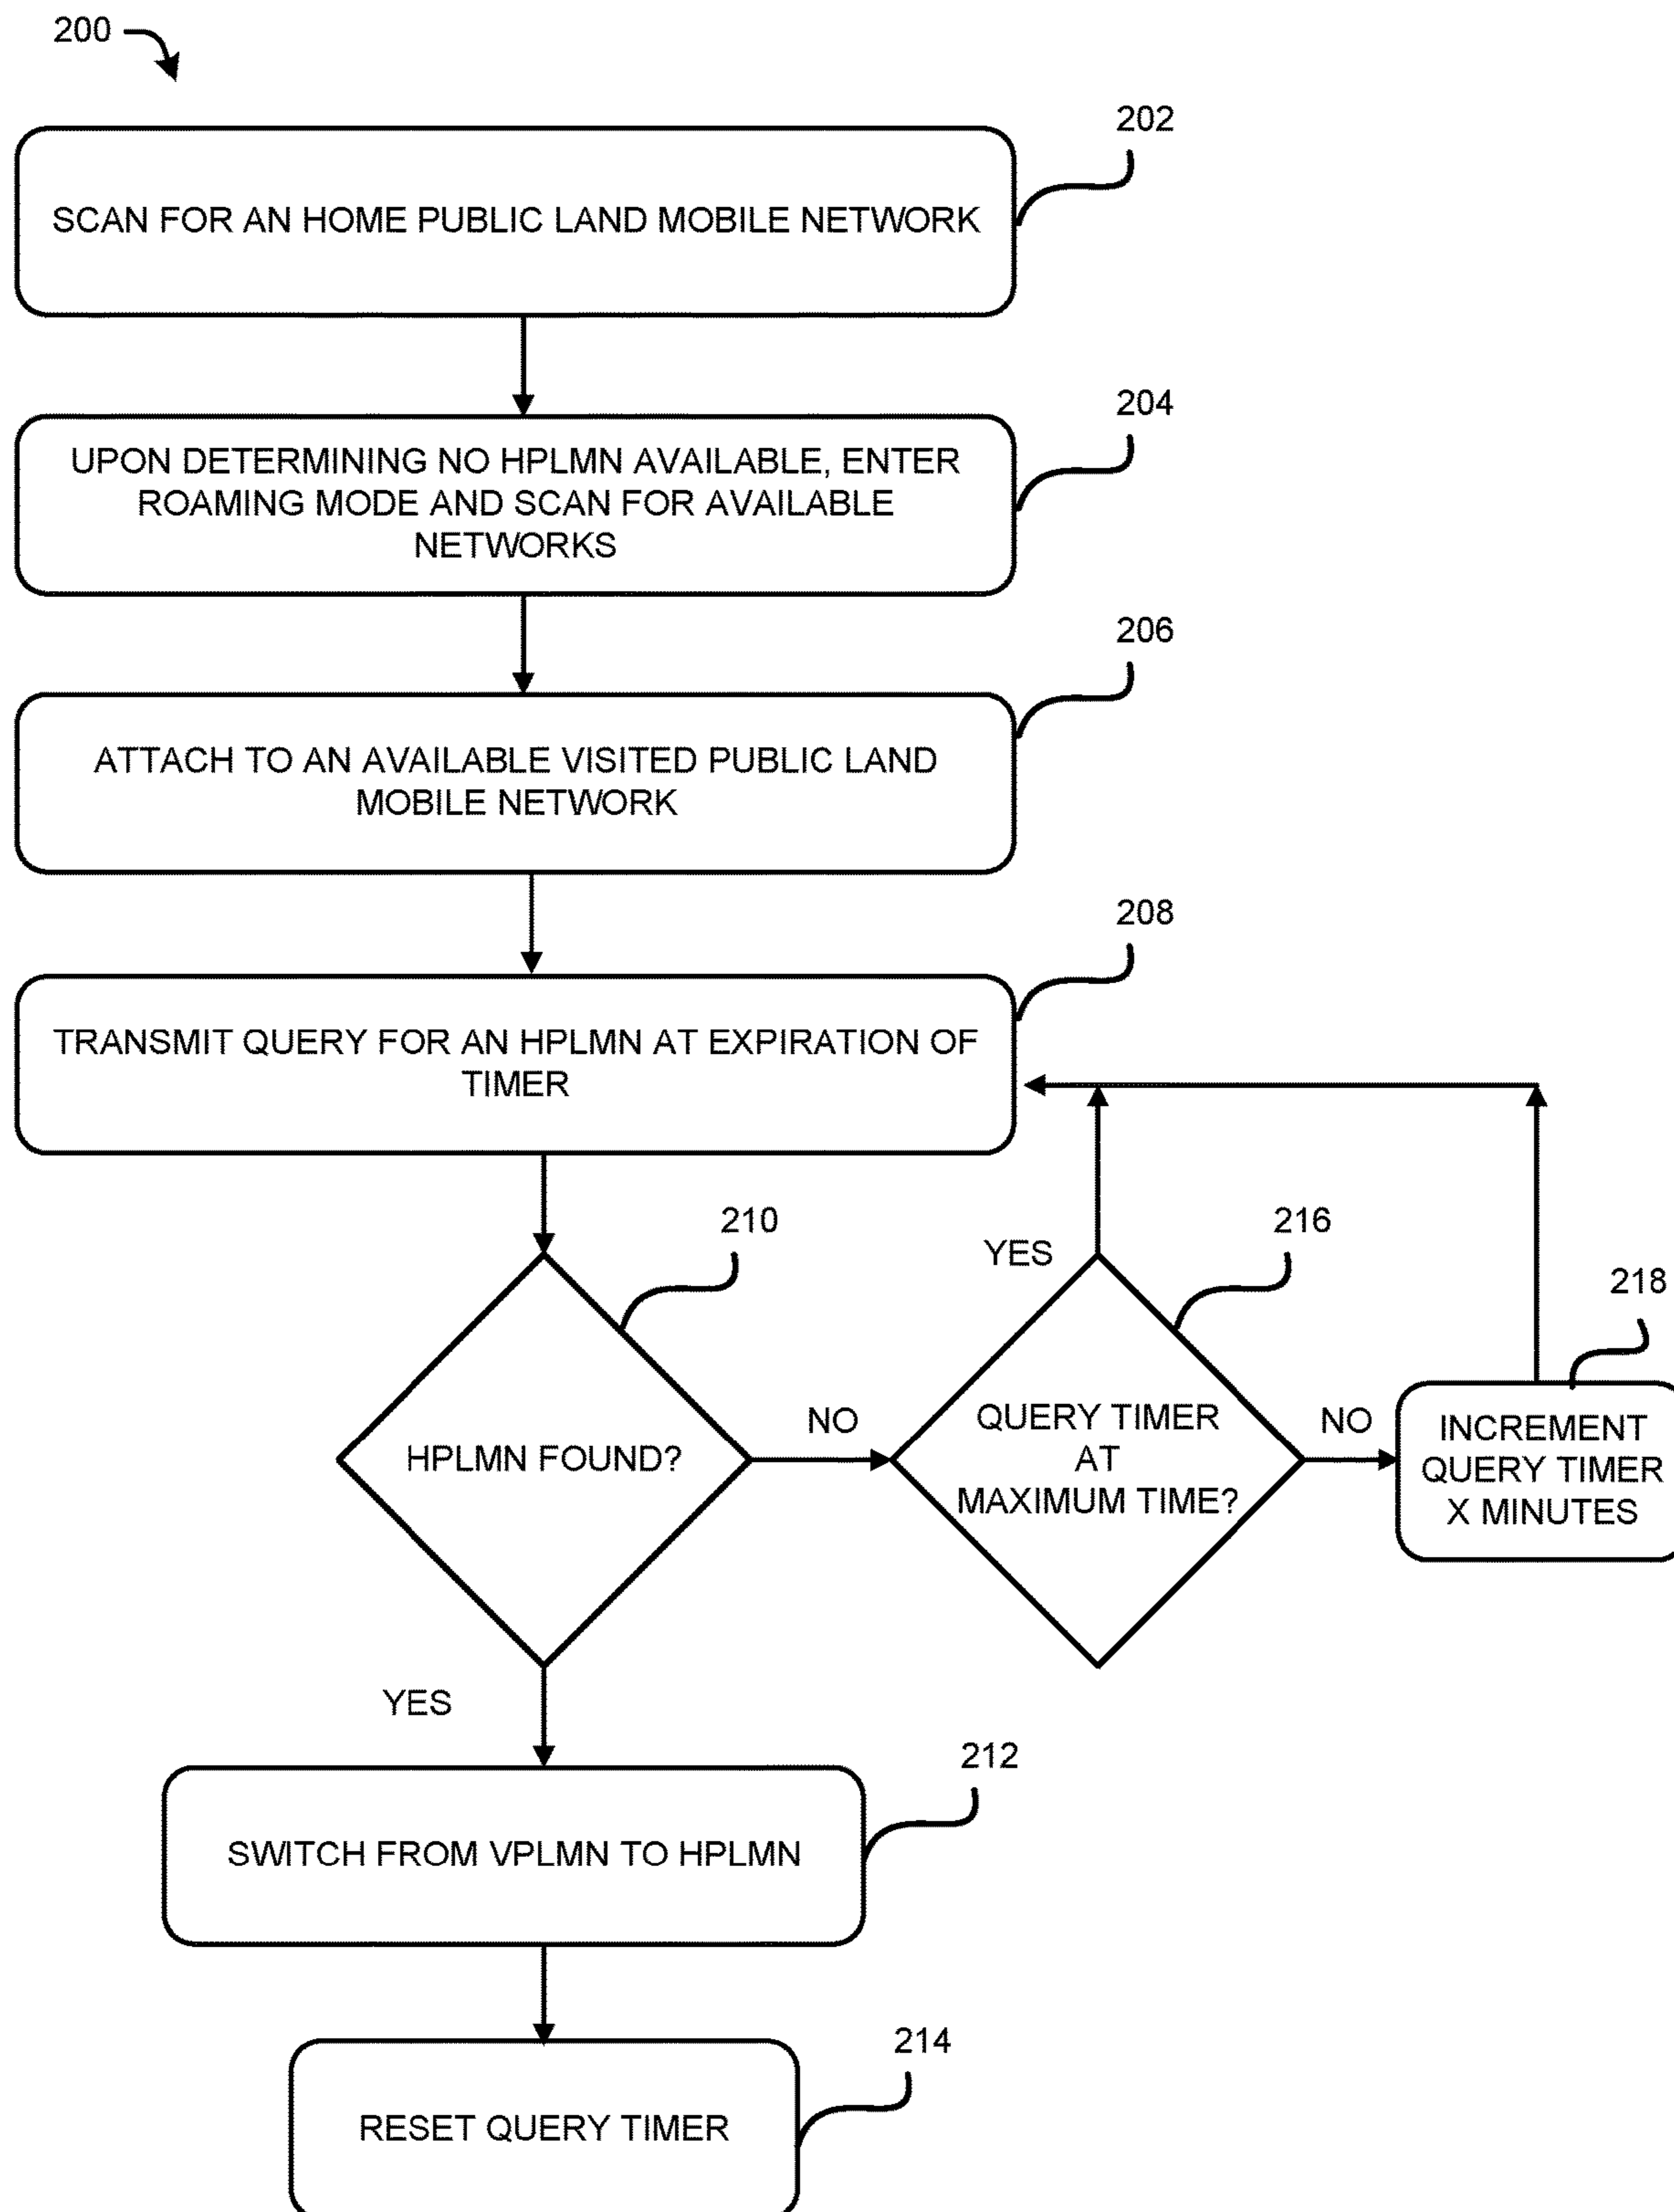 200
202
SCAN FOR AN HOME PUBLIC LAND MOBILE NETWORK
204
UPON DETERMINING NO HPLMN AVAILABLE, ENTER
ROAMING MODE AND SCAN FOR AVAILABLE
NETWORKS
206
ATTACH TO AN AVAILABLE VISITED PUBLIC LAND
MOBILE NETWORK
208
TRANSMIT QUERY FOR AN HPLMN AT EXPIRATION OF
TIMER
210
HPLMN FOUND?
NO
216
YES
QUERY TIMER
AT
MAXIMUM TIME?
NO
218
INCREMENT
QUERY TIMER
X MINUTES
YES
212
SWITCH FROM VPLMN TO HPLMN
214
RESET QUERY TIMER